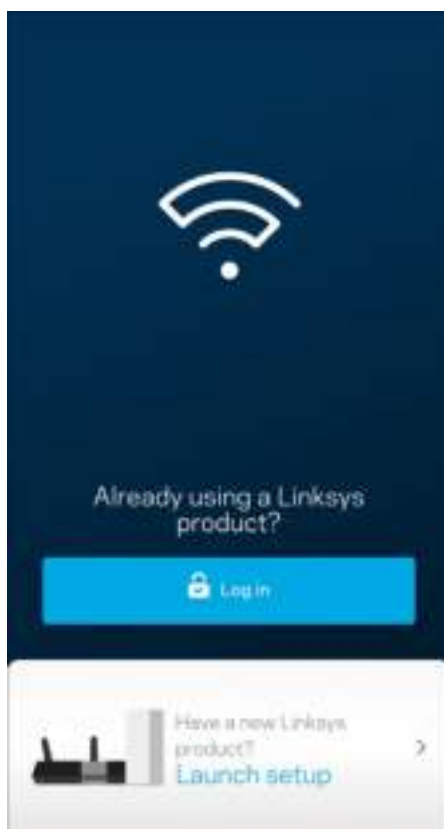 Already using a Linksys
product?
Log in
Have a new Linksys
product?
Launch setup